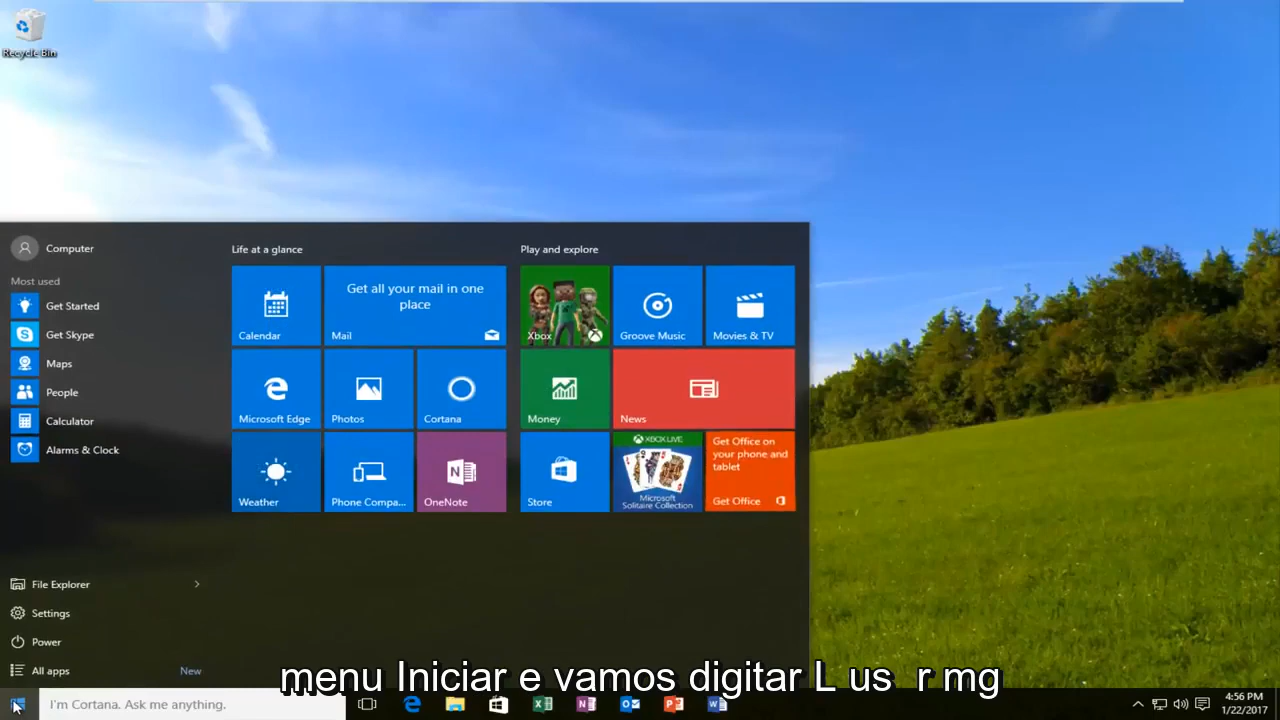 Recycle Bin
Computer
Most used
Get Started
Get Skype
Maps
People
Calculator
Alarms & Clock
File Explorer
Settings
Power
All apps New
Life at a glance
Calendar
Get all your mail in one
place
Mail
Microsoft Edge
Photos
Cortana
Weather
Phone Compa...
OneNote
Play and explore
Xbox
Groove Music
Movies & TV
Money
News
Store
XBOX LIVE
Microsoft
Solitaire Collection
Get Office on
your phone and
tablet
Get Office
menu Iniciar e vamos digitar L us r mg
I'm Cortana. Ask me anything.
4:56 PM
1/22/2017